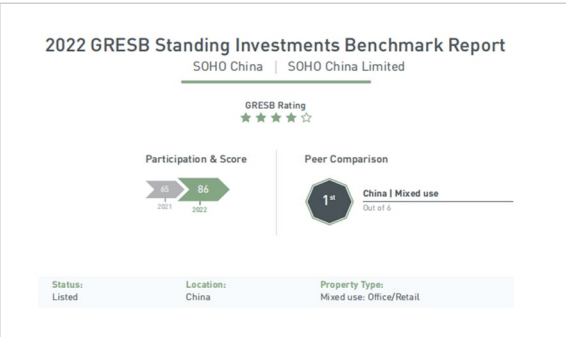 2022 GRESB Standing Investments Benchmark Report
SOHO China | SOHO China Limited
GRESB Rating
Participation & Score
65
86
2021
2022
Peer Comparison
1st
China | Mixed use
Out of 6
Status:
Listed
Location:
China
Property Type:
Mixed use: Office/Retail